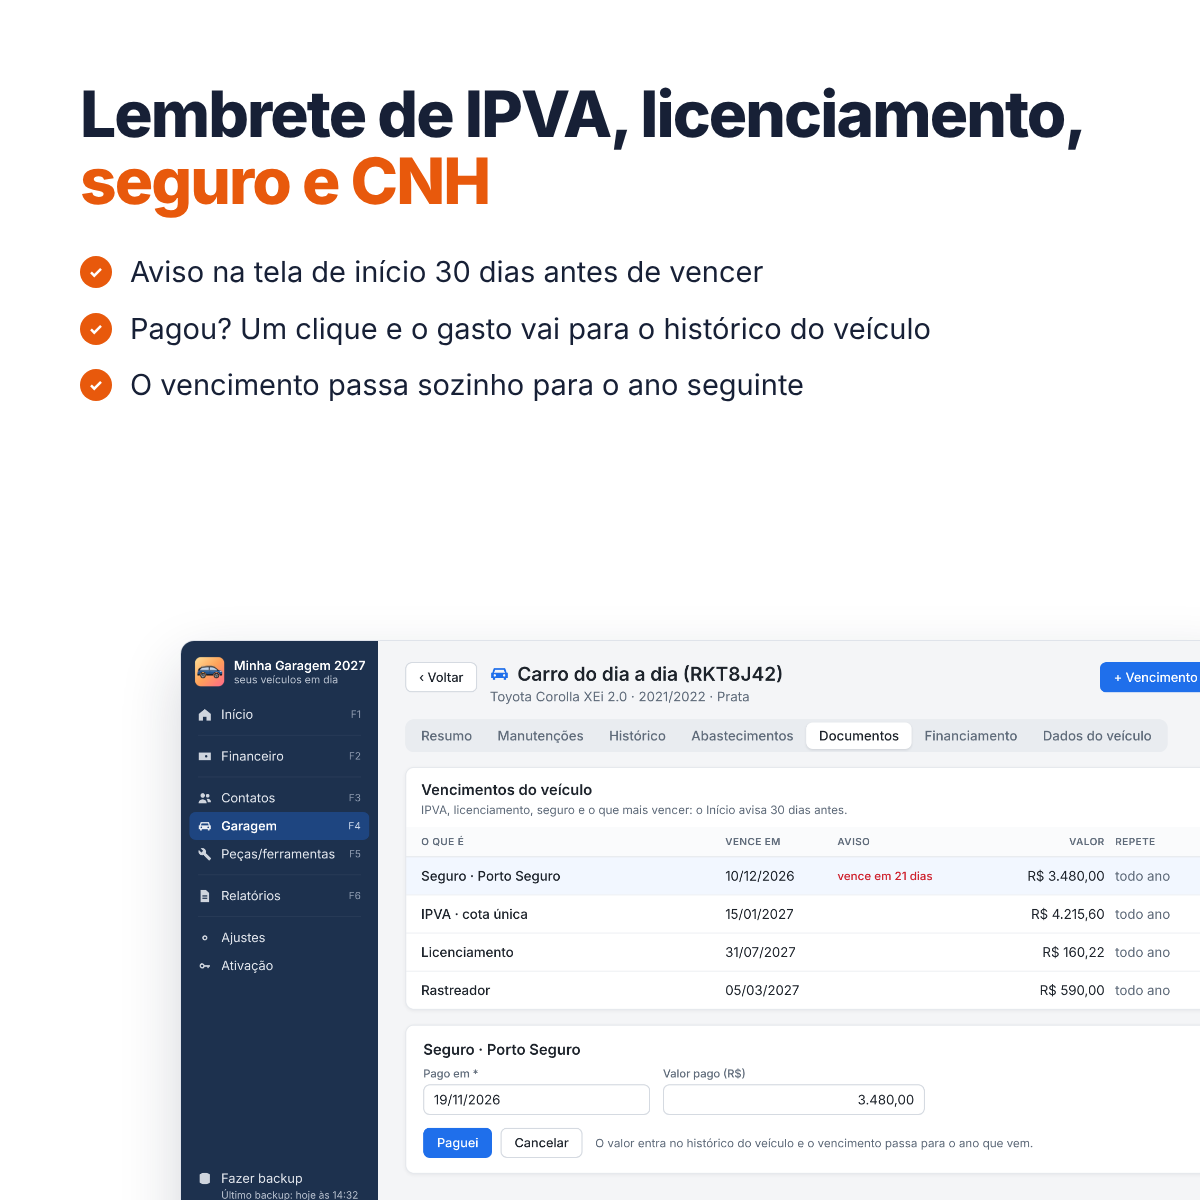 Lembrete de IPVA, licenciamento,
seguro e CNH
Aviso na tela de início 30 dias antes de vencer
Pagou? Um clique e o gasto vai para o histórico do veículo
O vencimento passa sozinho para o ano seguinte
Minha Garagem 2027
seus veículos em dia
Início F1
Financeiro F2
Contatos F3
Garagem F4
Peças/ferramentas F5
Relatórios F6
Ajustes
Ativação
Fazer backup
Último backup: hoje às 14:32
‹ Voltar
Carro do dia a dia (RKT8J42)
Toyota Corolla XEi 2.0 · 2021/2022 · Prata
+ Vencimento
Resumo Manutenções Histórico Abastecimentos Documentos Financiamento Dados do veículo
Vencimentos do veículo
IPVA, licenciamento, seguro e o que mais vencer: o Início avisa 30 dias antes.
O QUE É VENCE EM AVISO VALOR REPETE
Seguro · Porto Seguro 10/12/2026 vence em 21 dias R$ 3.480,00 todo ano
IPVA · cota única 15/01/2027 R$ 4.215,60 todo ano
Licenciamento 31/07/2027 R$ 160,22 todo ano
Rastreador 05/03/2027 R$ 590,00 todo ano
Seguro · Porto Seguro
Pago em * Valor pago (R$)
19/11/2026 3.480,00
Paguei Cancelar O valor entra no histórico do veículo e o vencimento passa para o ano que vem.